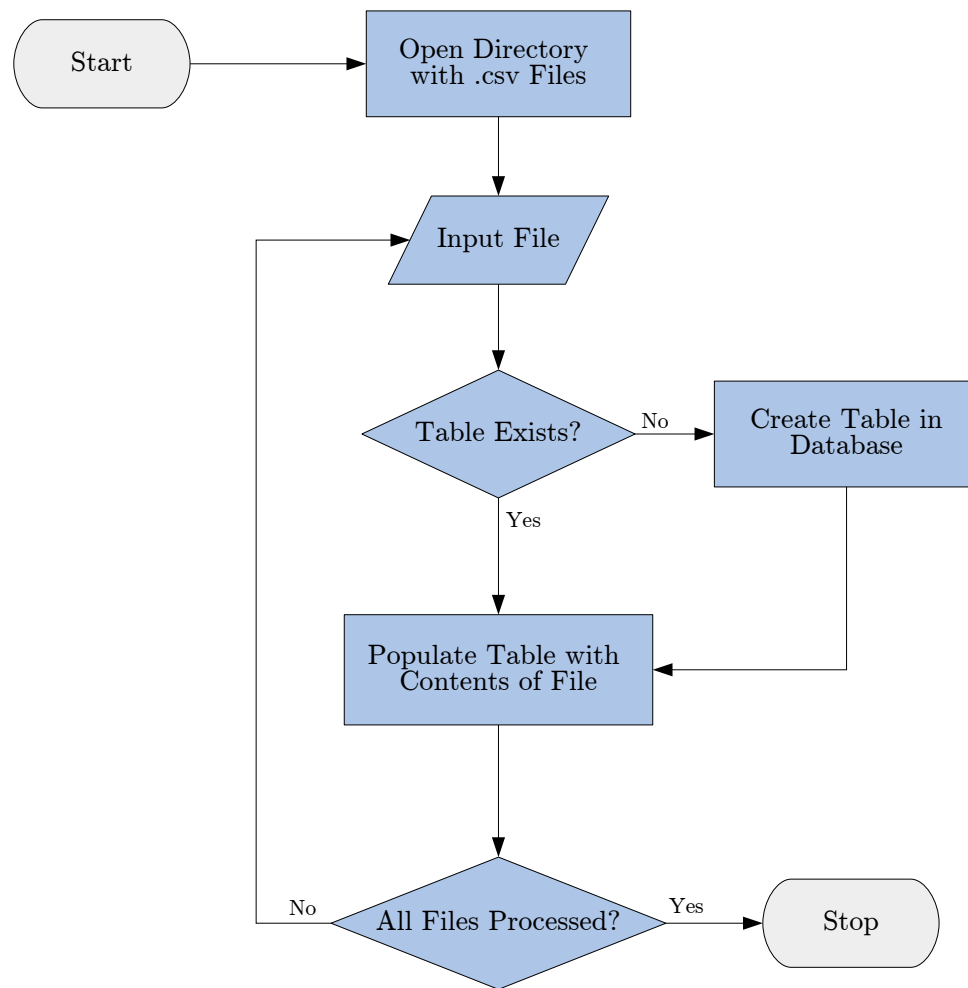 Start
Open Directory
with .csv Files
Input File
Table Exists?
No
Create Table in
Database
Yes
Populate Table with
Contents of File
All Files Processed?
No
Yes
Stop